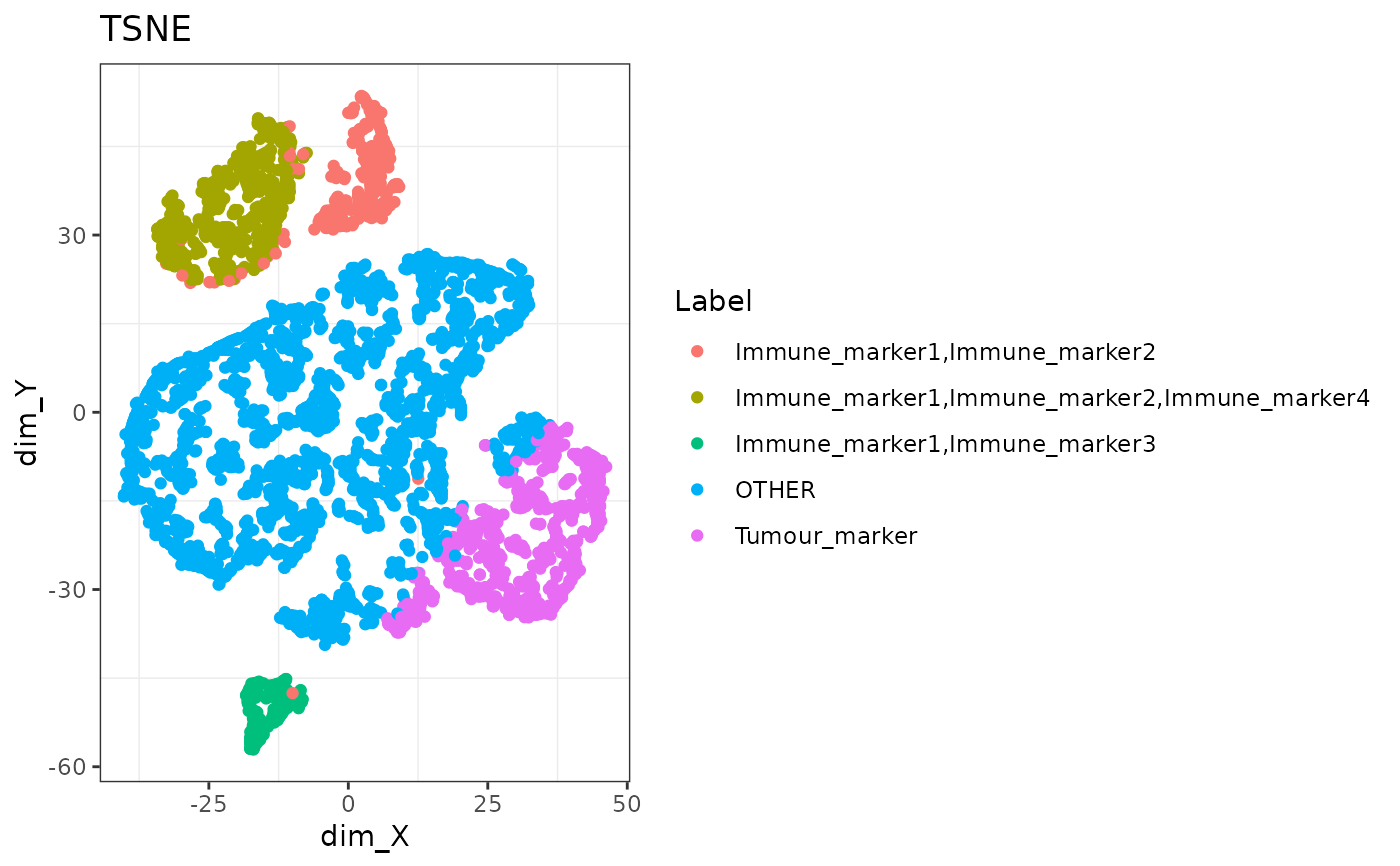 TSNE
30
0
-30
-60
dim_Y
-25
0
25
50
dim_X
Label
Immune_marker1,Immune_marker2
Immune_marker1,Immune_marker2,Immune_marker4
Immune_marker1,Immune_marker3
OTHER
Tumour_marker